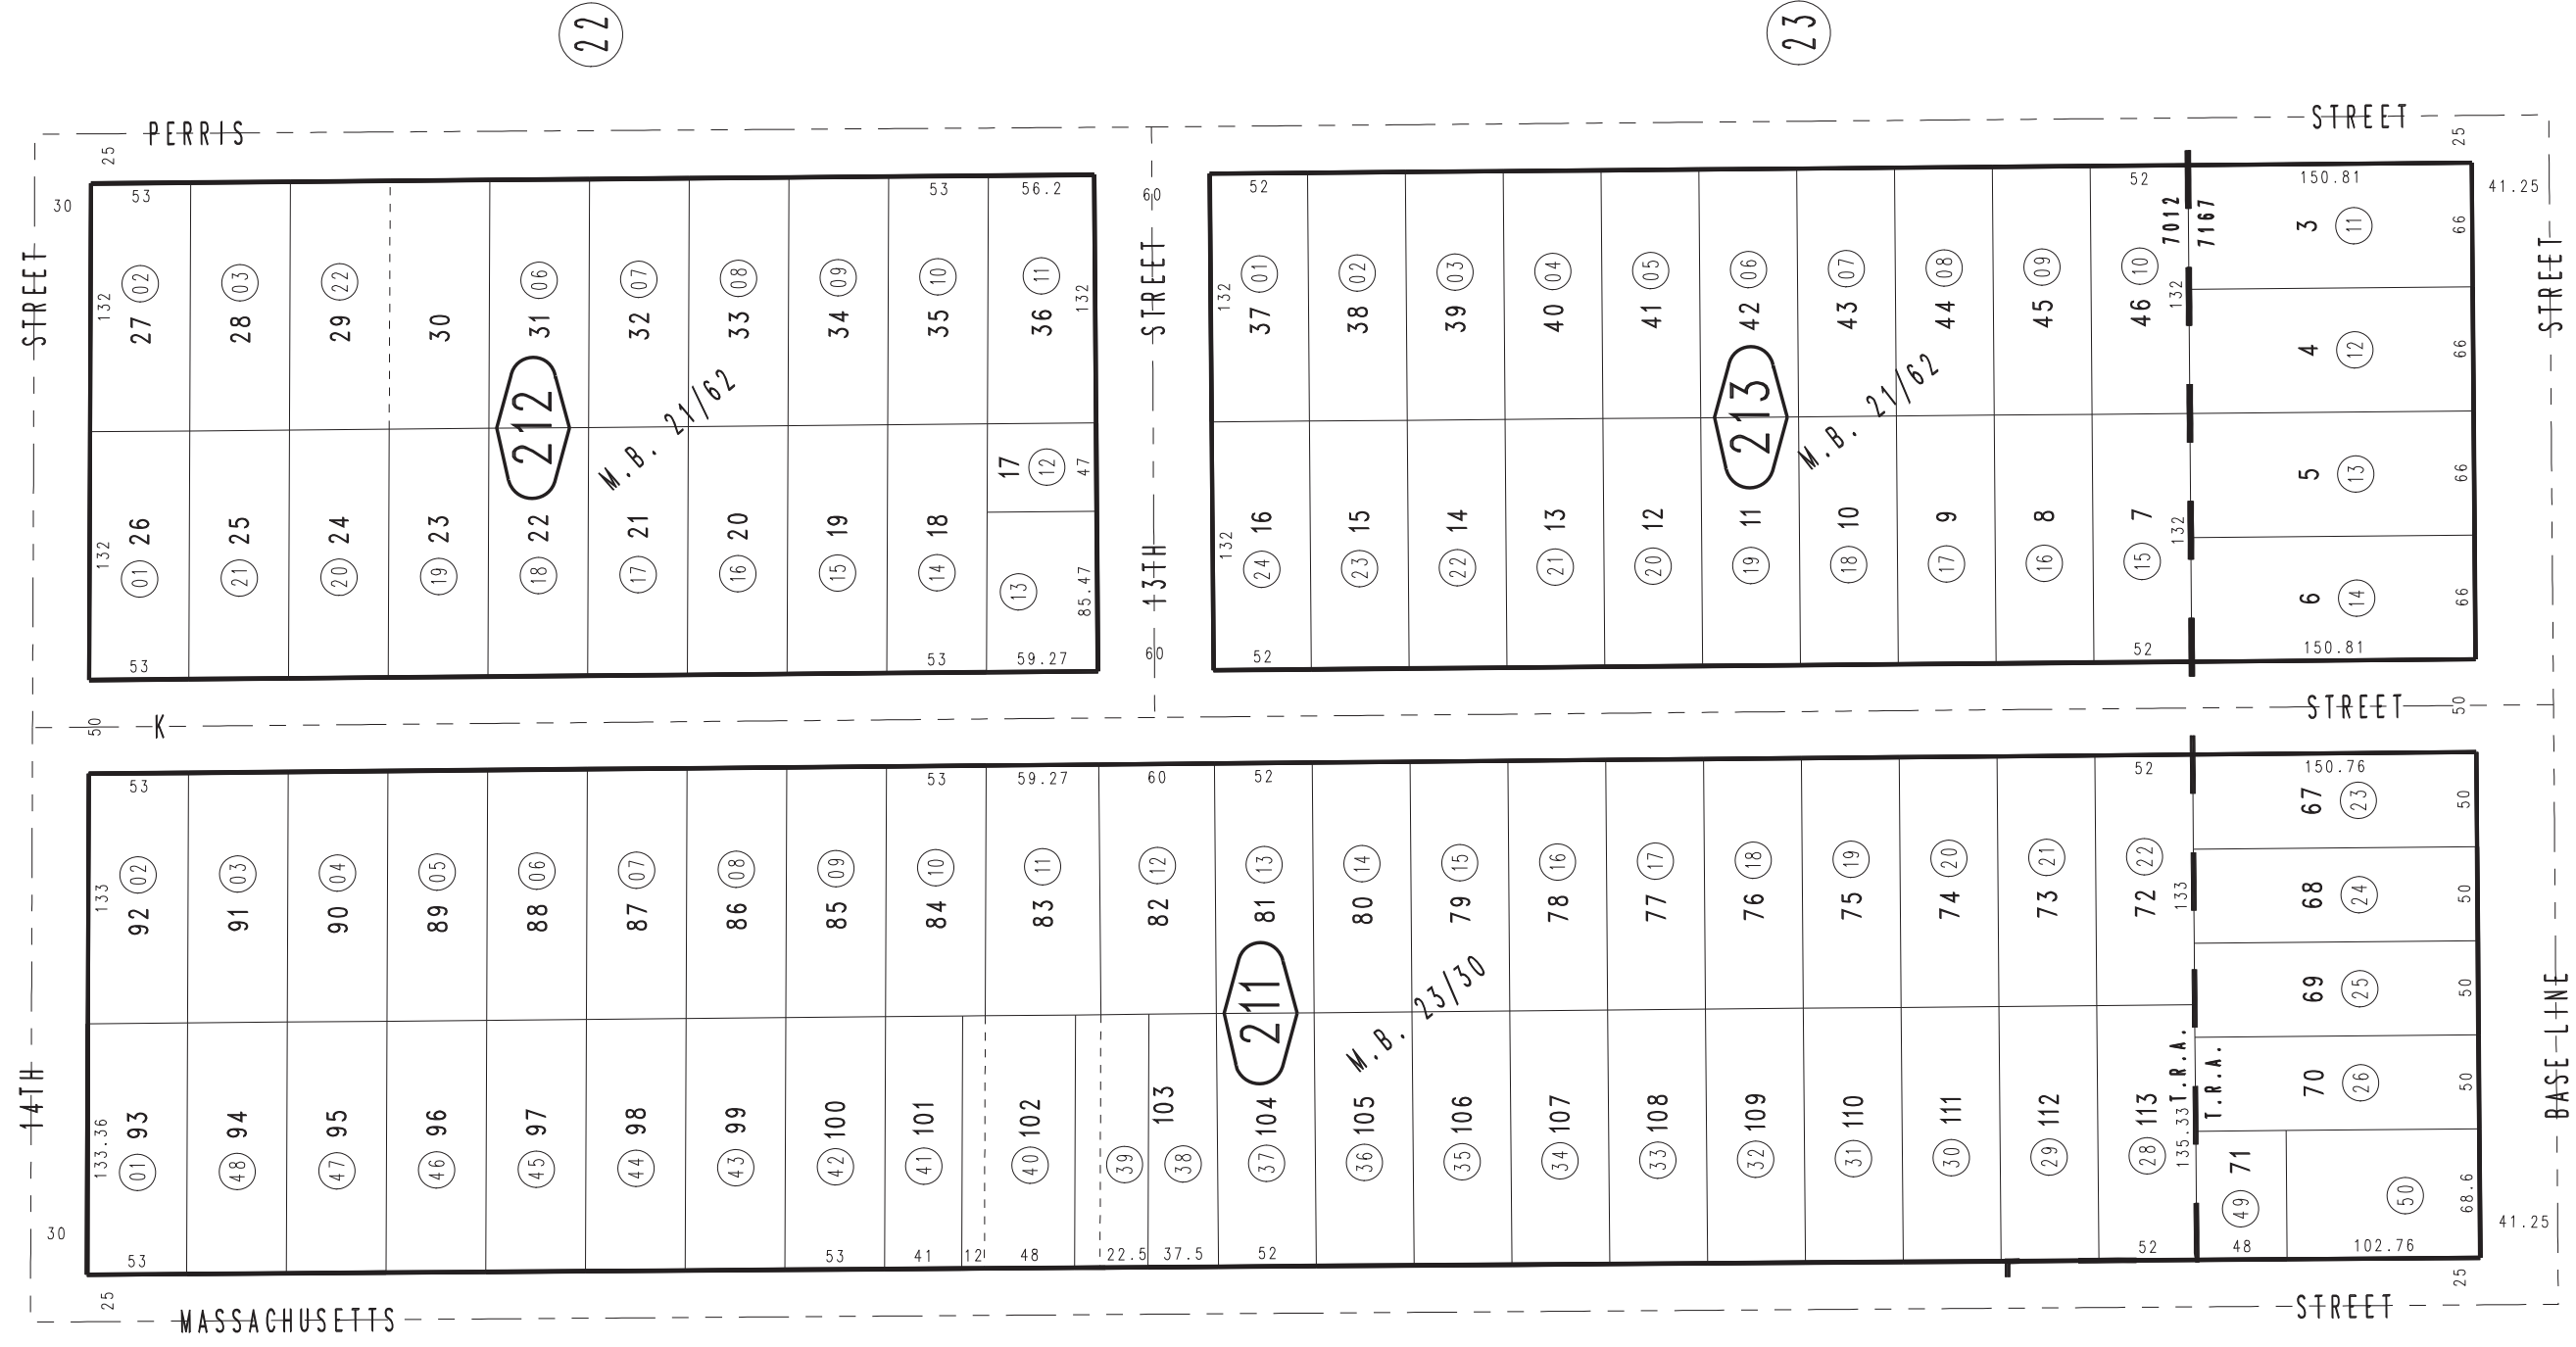 22 23
PERRIS STREET
25 25
30 53 53 56.2 60 52 52 150.81 41.25
7012
7167
STREET 132 02 03 22 06 07 08 09 10 11 132 STREET 132 01 02 03 04 05 06 07 08 09 10 132 3 11 66 STREET
27 28 29 30 31 32 33 34 35 36 37 38 39 40 41 42 43 44 45 46
4 12 66
212 M.B. 21/62 213 M.B. 21/62
17 12 47 5 13 66
132 26 25 24 23 22 21 20 19 18 132 16 15 14 13 12 11 10 9 8 7 132
01 21 20 19 18 17 16 15 14 13 85.47 13TH 24 23 22 21 20 19 18 17 16 15 6 14 66
53 53 59.27 60 52 52 150.81
50 K STREET 50
53 53 59.27 60 52 52 150.76
67 23 50
133 02 03 04 05 06 07 08 09 10 11 12 13 14 15 16 17 18 19 20 21 22 133
92 91 90 89 88 87 86 85 84 83 82 81 80 79 78 77 76 75 74 73 72 68 24 50
211 M.B. 23/30 69 25 50
T.R.A.
T.R.A.
70 26 50
14TH 93 94 95 96 97 98 99 100 101 102 103 104 105 106 107 108 109 110 111 112 113 BASE LINE
133.36 01 48 47 46 45 44 43 42 41 40 39 38 37 36 35 34 33 32 31 30 29 28 135.33 71 49 50 68.6
30 53 53 41 12 48 22.5 37.5 52 52 48 102.76 41.25
25 25
MASSACHUSETTS STREET